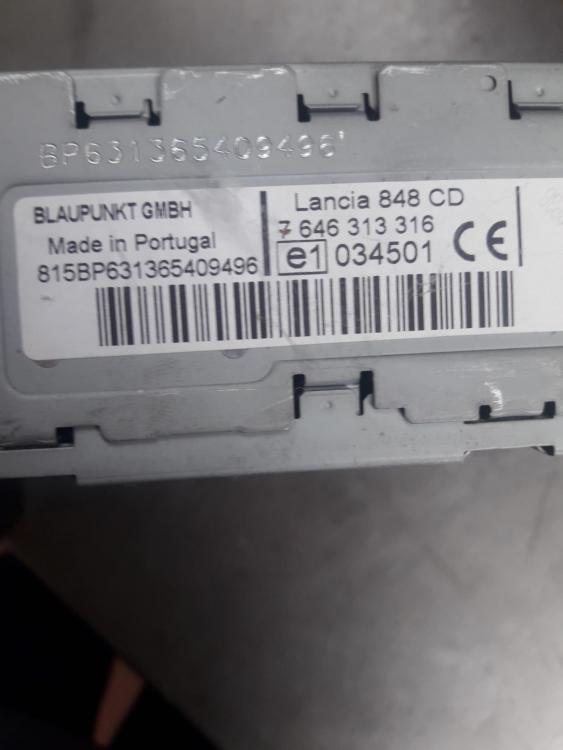 BP631365409496
BLAUPUNKT GMBH
Made in Portugal
815BP631365409496
Lancia 848 CD
7 646 313 316
e1 034501 CE